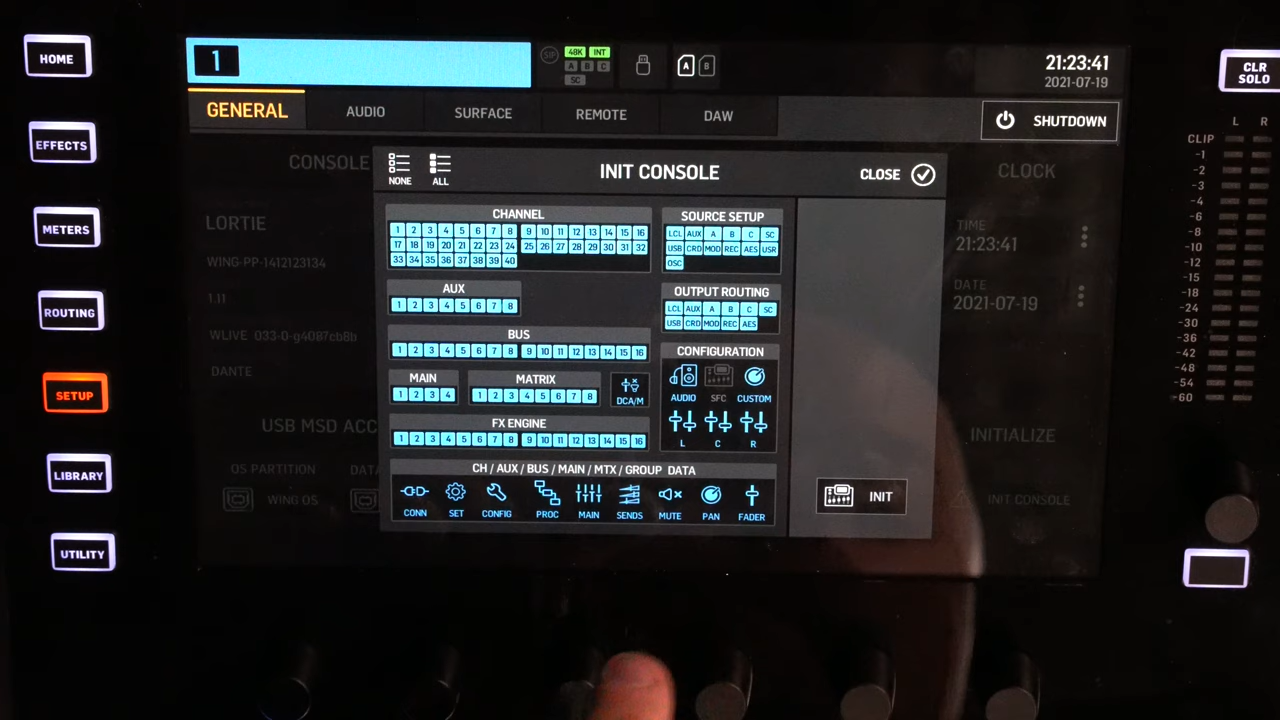 HOME
EFFECTS
METERS
ROUTING
SETUP
LIBRARY
UTILITY
1
SIP
48K INT
A B C
SC
A B
21:23:41
2021-07-19
GENERAL
AUDIO
SURFACE
REMOTE
DAW
SHUTDOWN
CONSOLE
LORTIE
WING-PP-1412123134
1.11
WLIVE 033-0-g4087cb8b
DANTE
USB MSD ACC
OS PARTITION
DATA
WING OS
NONE
ALL
INIT CONSOLE
CLOSE
CHANNEL
1 2 3 4 5 6 7 8 9 10 11 12 13 14 15 16
17 18 19 20 21 22 23 24 25 26 27 28 29 30 31 32
33 34 35 36 37 38 39 40
AUX
1 2 3 4 5 6 7 8
BUS
1 2 3 4 5 6 7 8 9 10 11 12 13 14 15 16
MAIN
1 2 3 4
MATRIX
1 2 3 4 5 6 7 8
DCA/M
FX ENGINE
1 2 3 4 5 6 7 8 9 10 11 12 13 14 15 16
CH / AUX / BUS / MAIN / MTX / GROUP DATA
CONN SET CONFIG PROC MAIN SENDS MUTE PAN FADER
SOURCE SETUP
LCL AUX A B C SC
USB CRD MOD REC AES USR
OSC
OUTPUT ROUTING
LCL AUX A B C SC
USB CRD MOD REC AES
CONFIGURATION
AUDIO SFC CUSTOM
L C R
INIT
CLOCK
TIME
21:23:41
DATE
2021-07-19
INITIALIZE
INIT CONSOLE
CLR
SOLO
L R
CLIP
-1
-2
-3
-4
-6
-8
-10
-12
-15
-18
-24
-30
-36
-42
-48
-54
-60